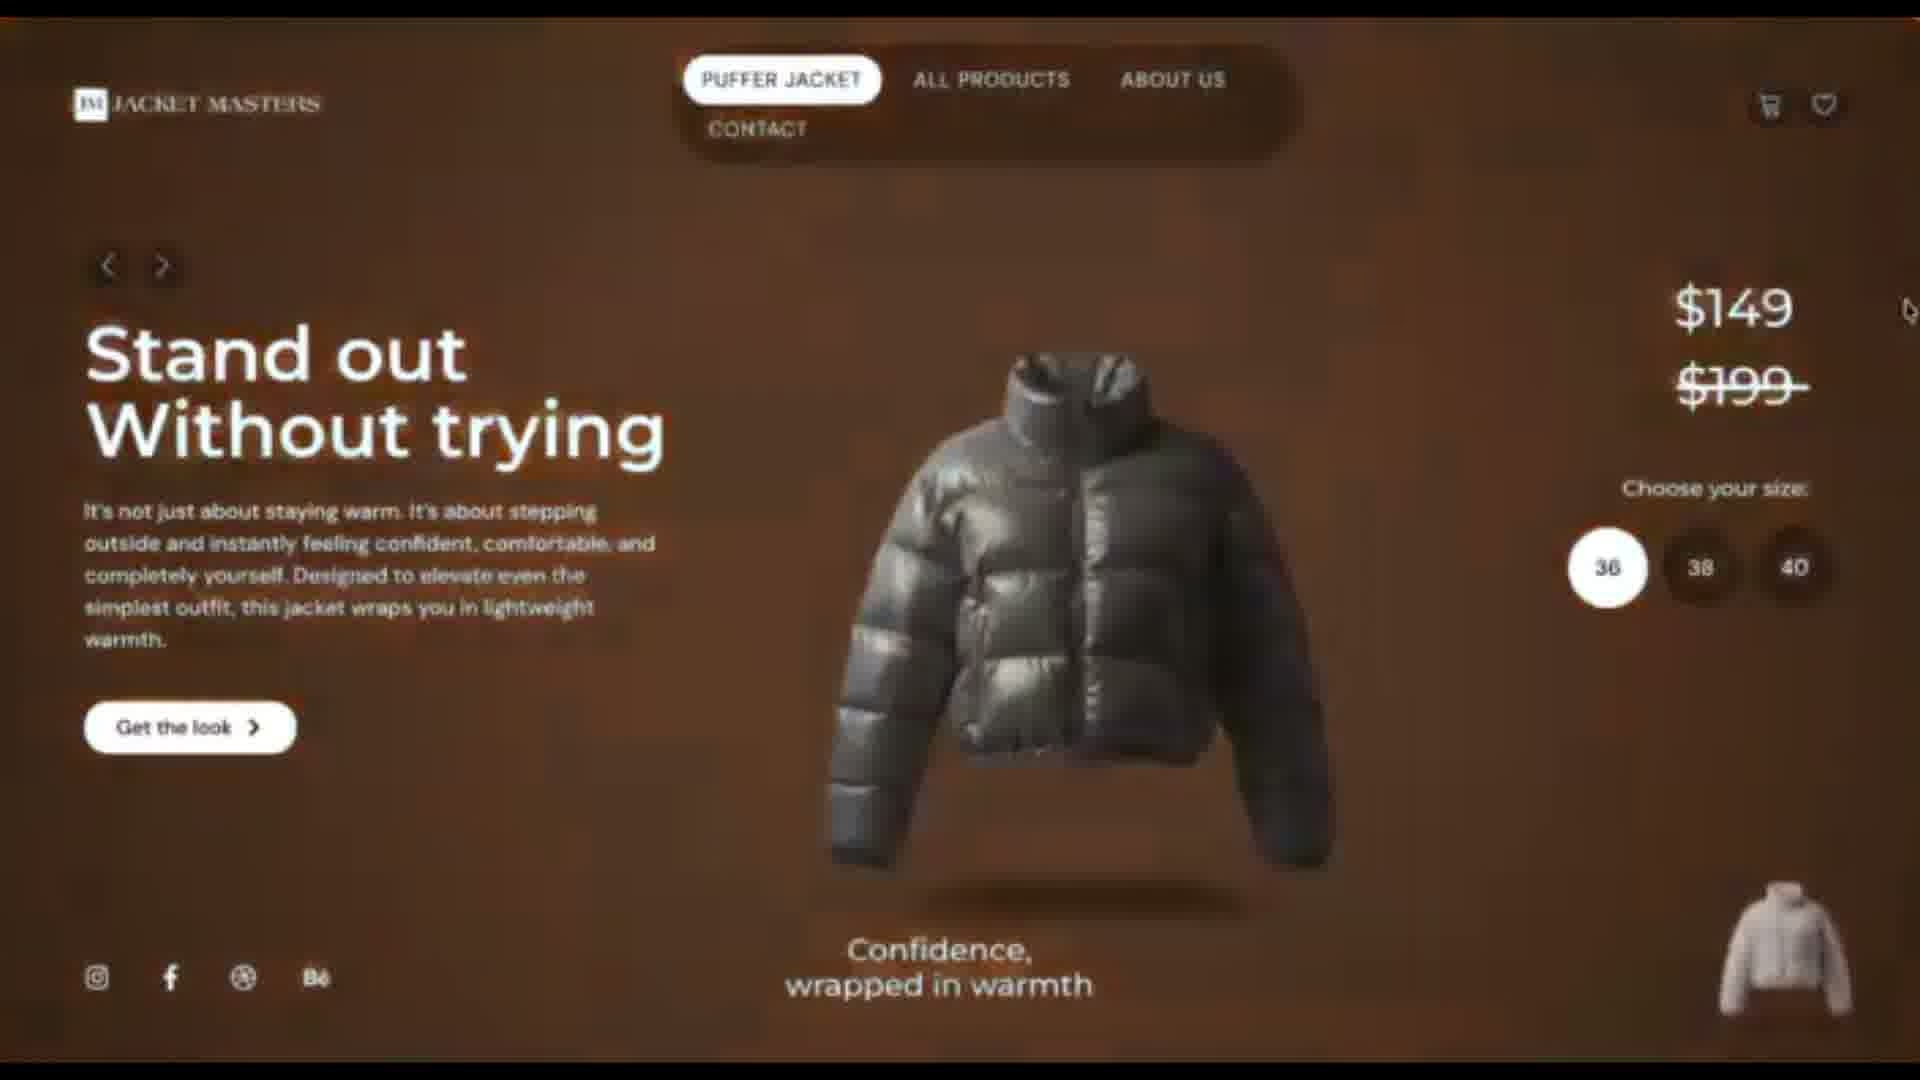 JM JACKET MASTERS
PUFFER JACKET ALL PRODUCTS ABOUT US
CONTACT
Stand out
Without trying
It's not just about staying warm. It's about stepping
outside and instantly feeling confident, comfortable, and
completely yourself. Designed to elevate even the
simplest outfit, this jacket wraps you in lightweight
warmth.
Get the look
$149
$199
Choose your size:
36 38 40
Confidence,
wrapped in warmth
Bē